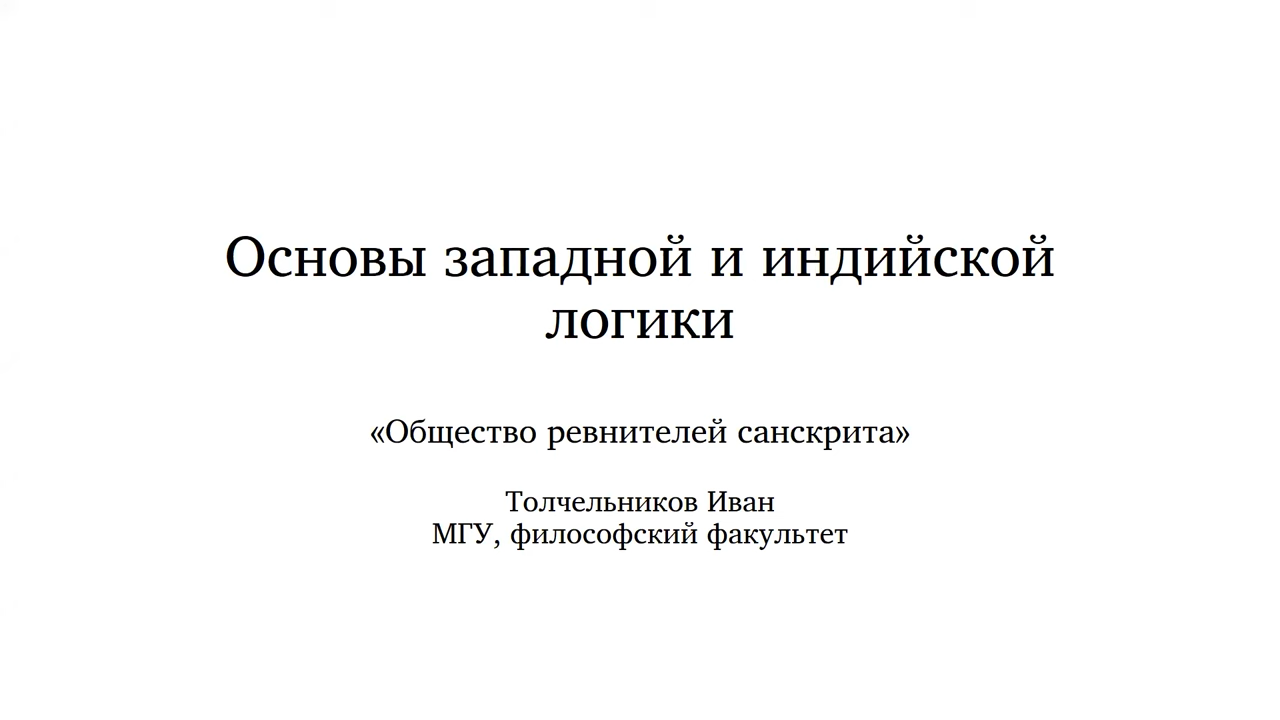 Основы западной и индийской
логики
«Общество ревнителей санскрита»
Толчельников Иван
МГУ, философский факультет